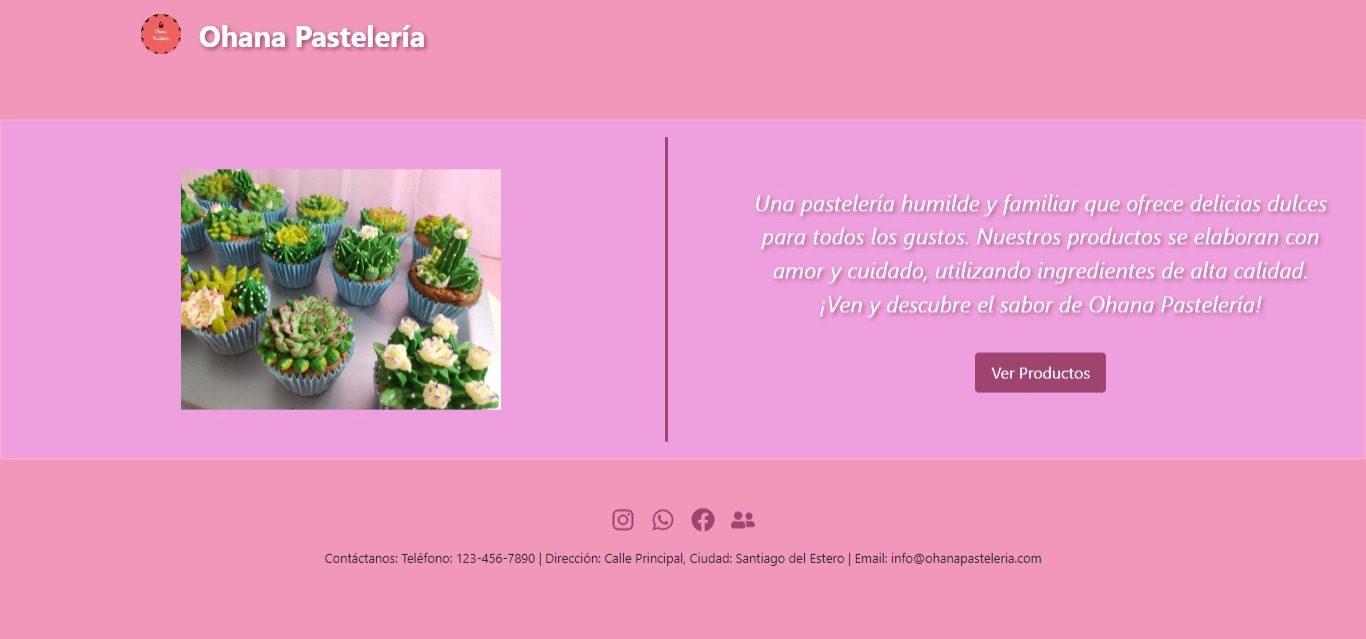 Ohana Pastelería
Una pastelería humilde y familiar que ofrece delicias dulces
para todos los gustos. Nuestros productos se elaboran con
amor y cuidado, utilizando ingredientes de alta calidad.
¡Ven y descubre el sabor de Ohana Pastelería!
Ver Productos
Contáctanos: Teléfono: 123-456-7890 | Dirección: Calle Principal, Ciudad: Santiago del Estero | Email: info@ohanapasteleria.com